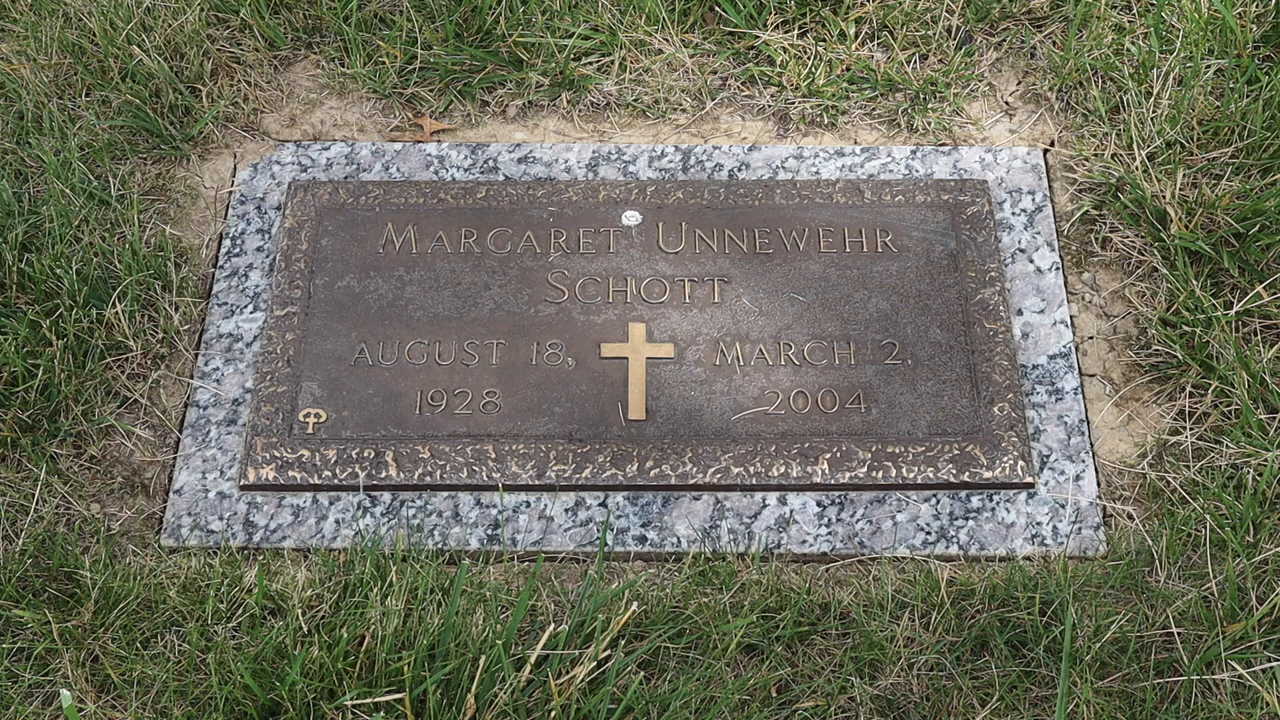 MARGARET UNNEWEHR
SCHOTT
AUGUST 18, MARCH 2,
1928 2004